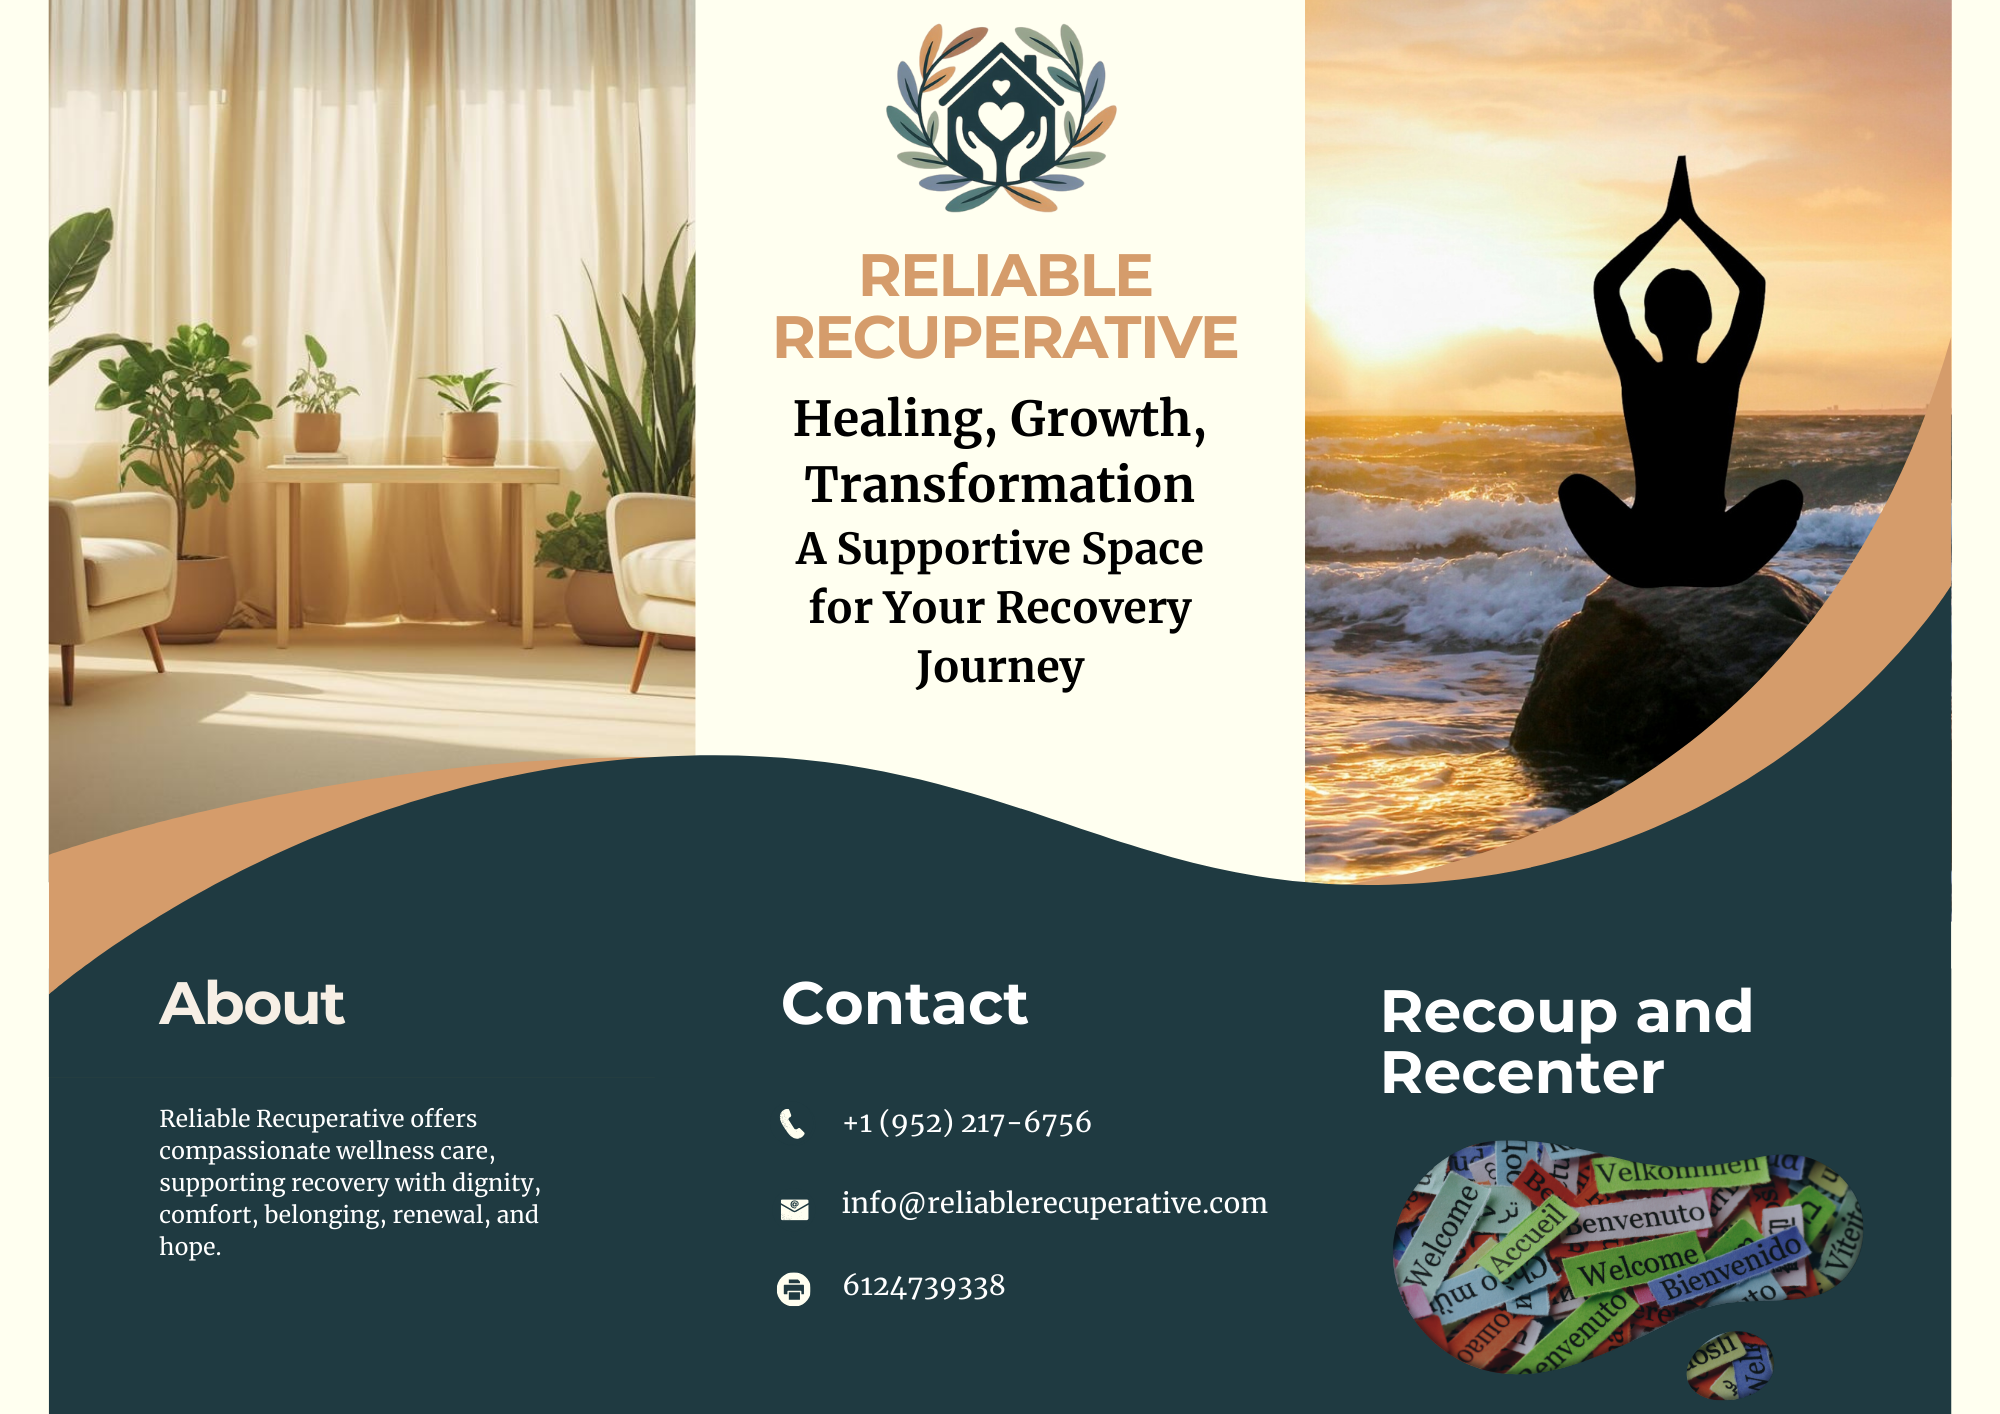 RELIABLE
RECUPERATIVE
Healing, Growth,
Transformation
A Supportive Space
for Your Recovery
Journey
About
Reliable Recuperative offers
compassionate wellness care,
supporting recovery with dignity,
comfort, belonging, renewal, and
hope.
Contact
+1 (952) 217-6756
info@reliablerecuperative.com
6124739338
Recoup and
Recenter
Velkommen
Welcome
Accueil
Benvenuto
Welcome
Bienvenido